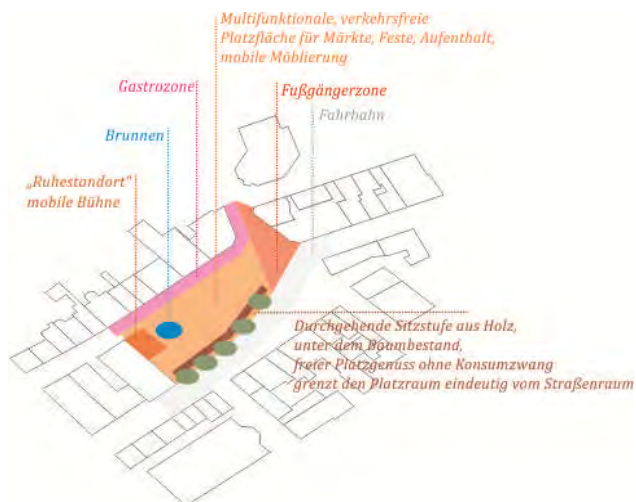 Multifunktionale, verkehrsfreie
Platzfläche für Märkte, Feste, Aufenthalt,
mobile Möblierung
Gastrozone
Fußgängerzone
Fahrbahn
Brunnen
„Ruhestandort“
mobile Bühne
Durchgehende Sitzstufe aus Holz,
unter dem Baumbestand,
freier Platzgenuss ohne Konsumzwang
grenzt den Platzraum eindeutig vom Straßenraum